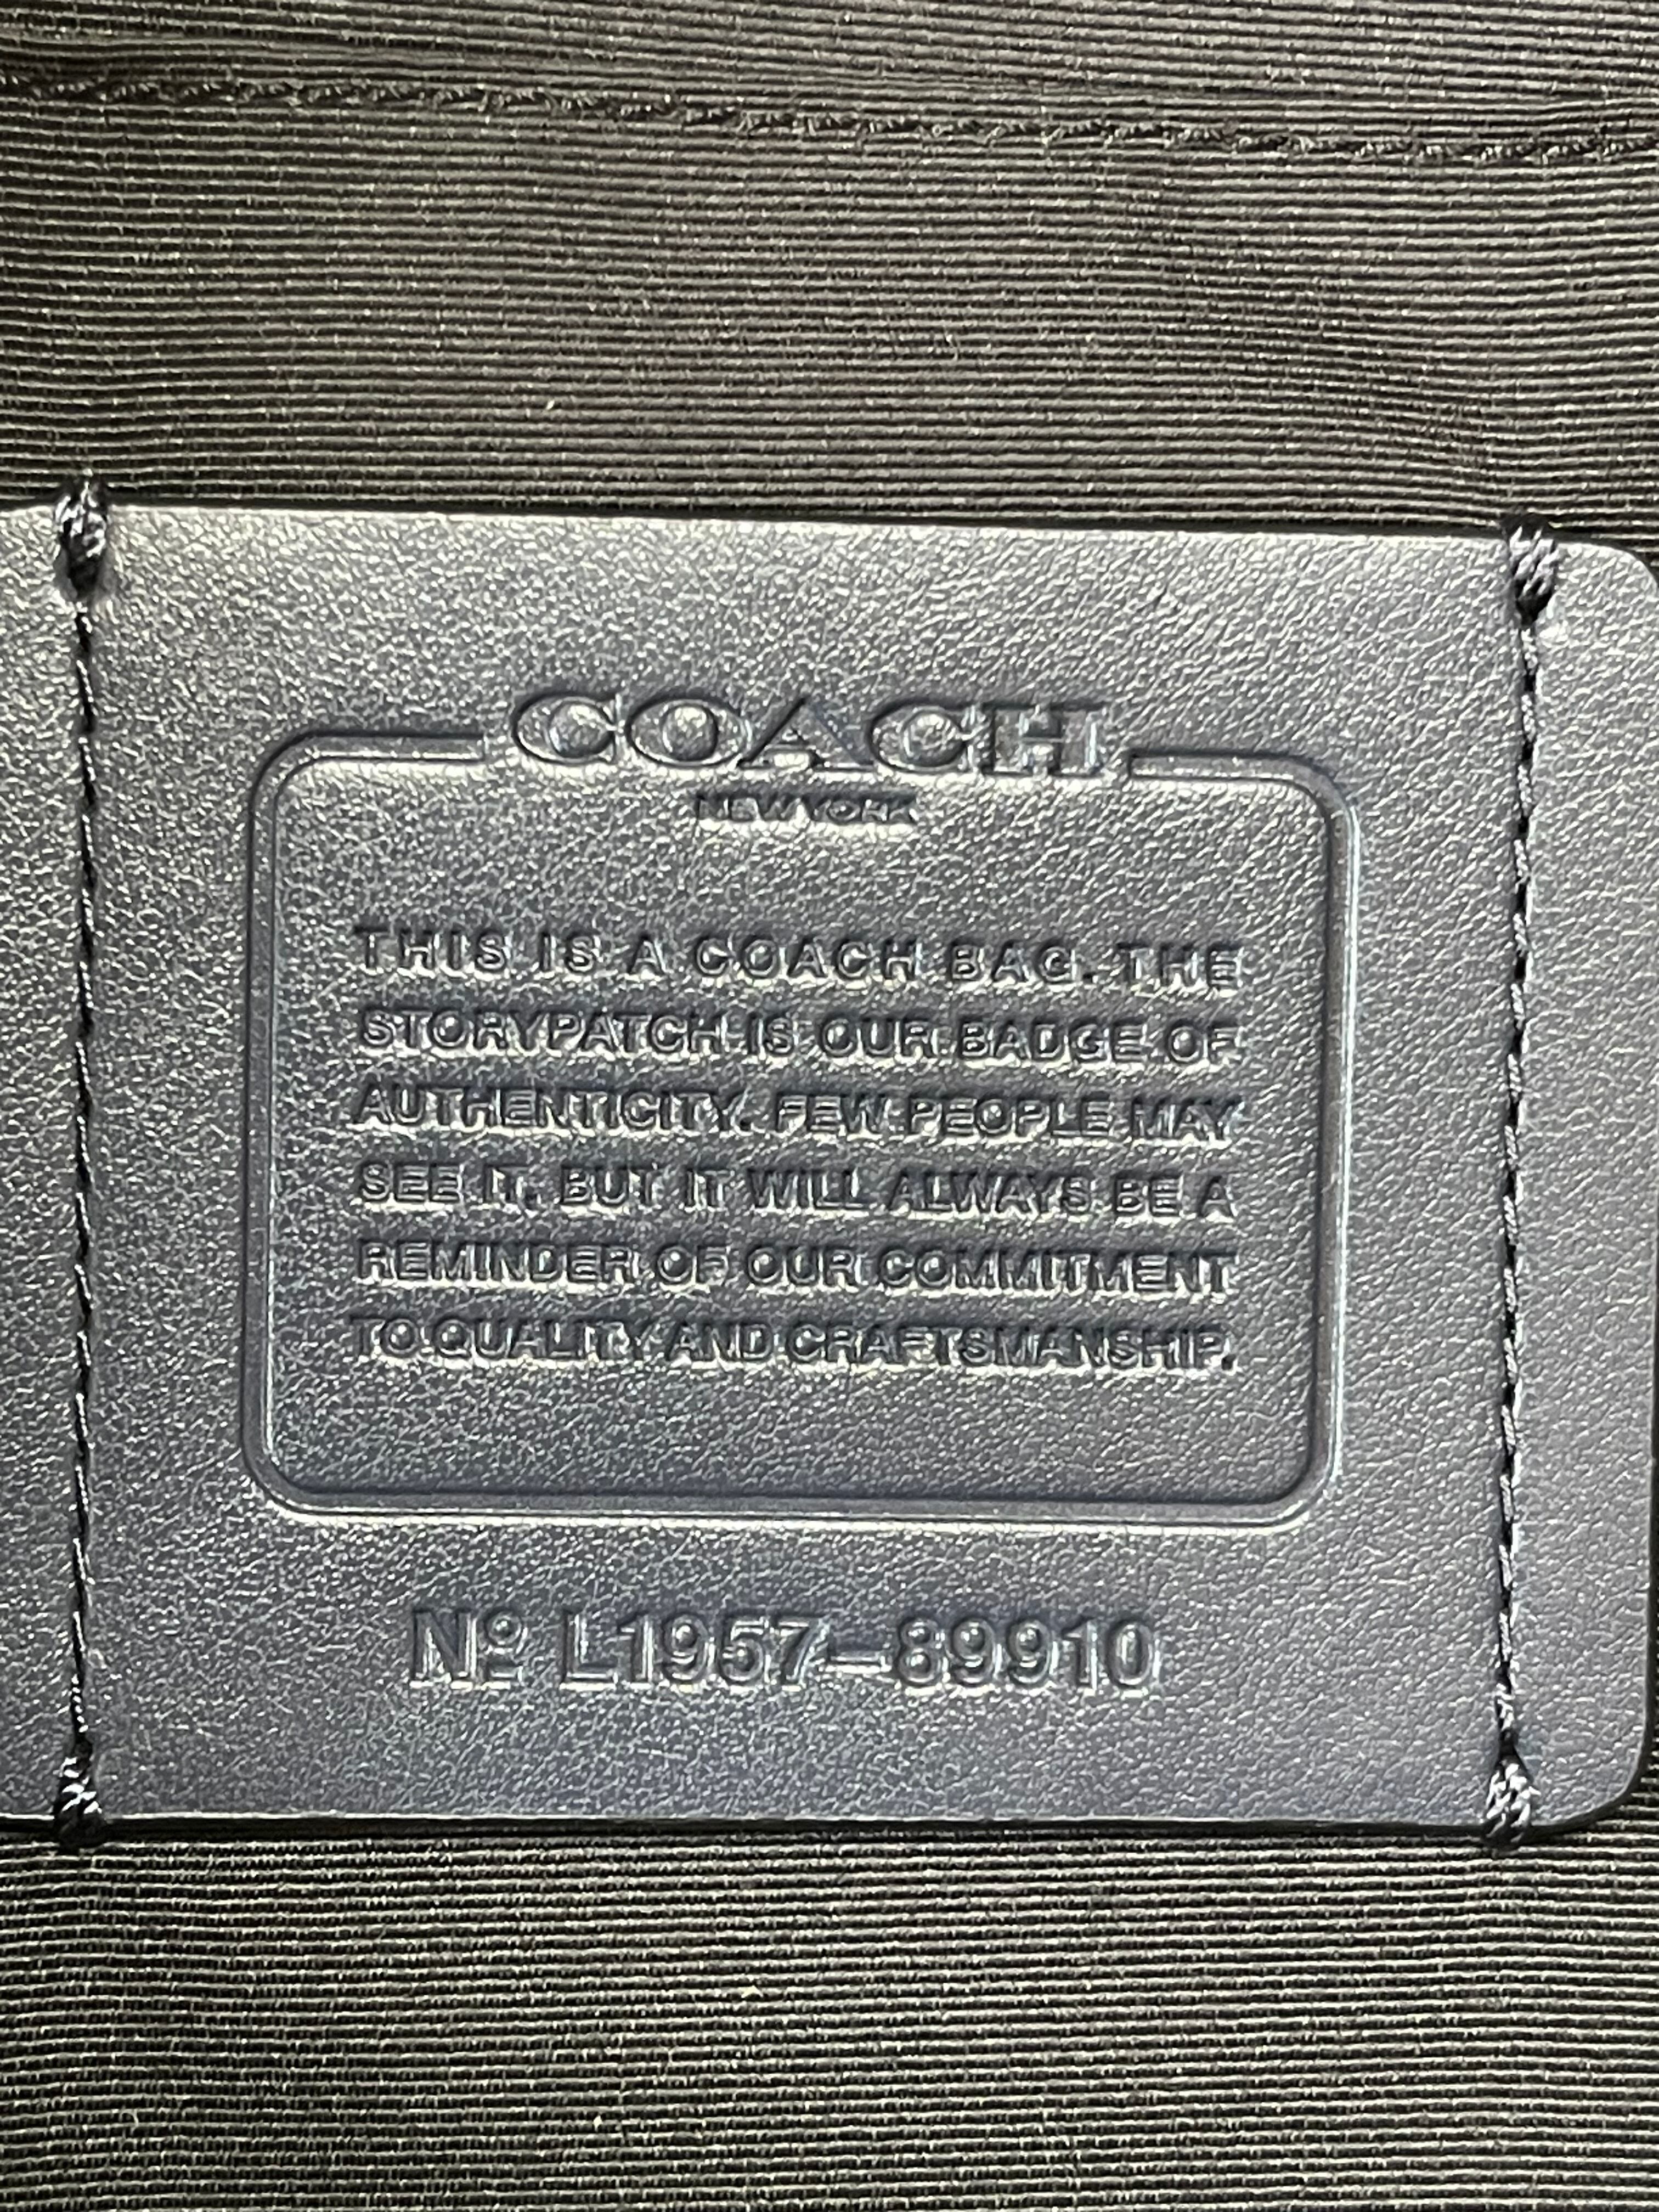 COACH
NEW YORK
THIS IS A COACH BAG. THE
STORYPATCH IS OUR BADGE OF
AUTHENTICITY. FEW PEOPLE MAY
SEE IT, BUT IT WILL ALWAYS BE A
REMINDER OF OUR COMMITMENT
TO QUALITY AND CRAFTSMANSHIP.
Nº L1957-89910